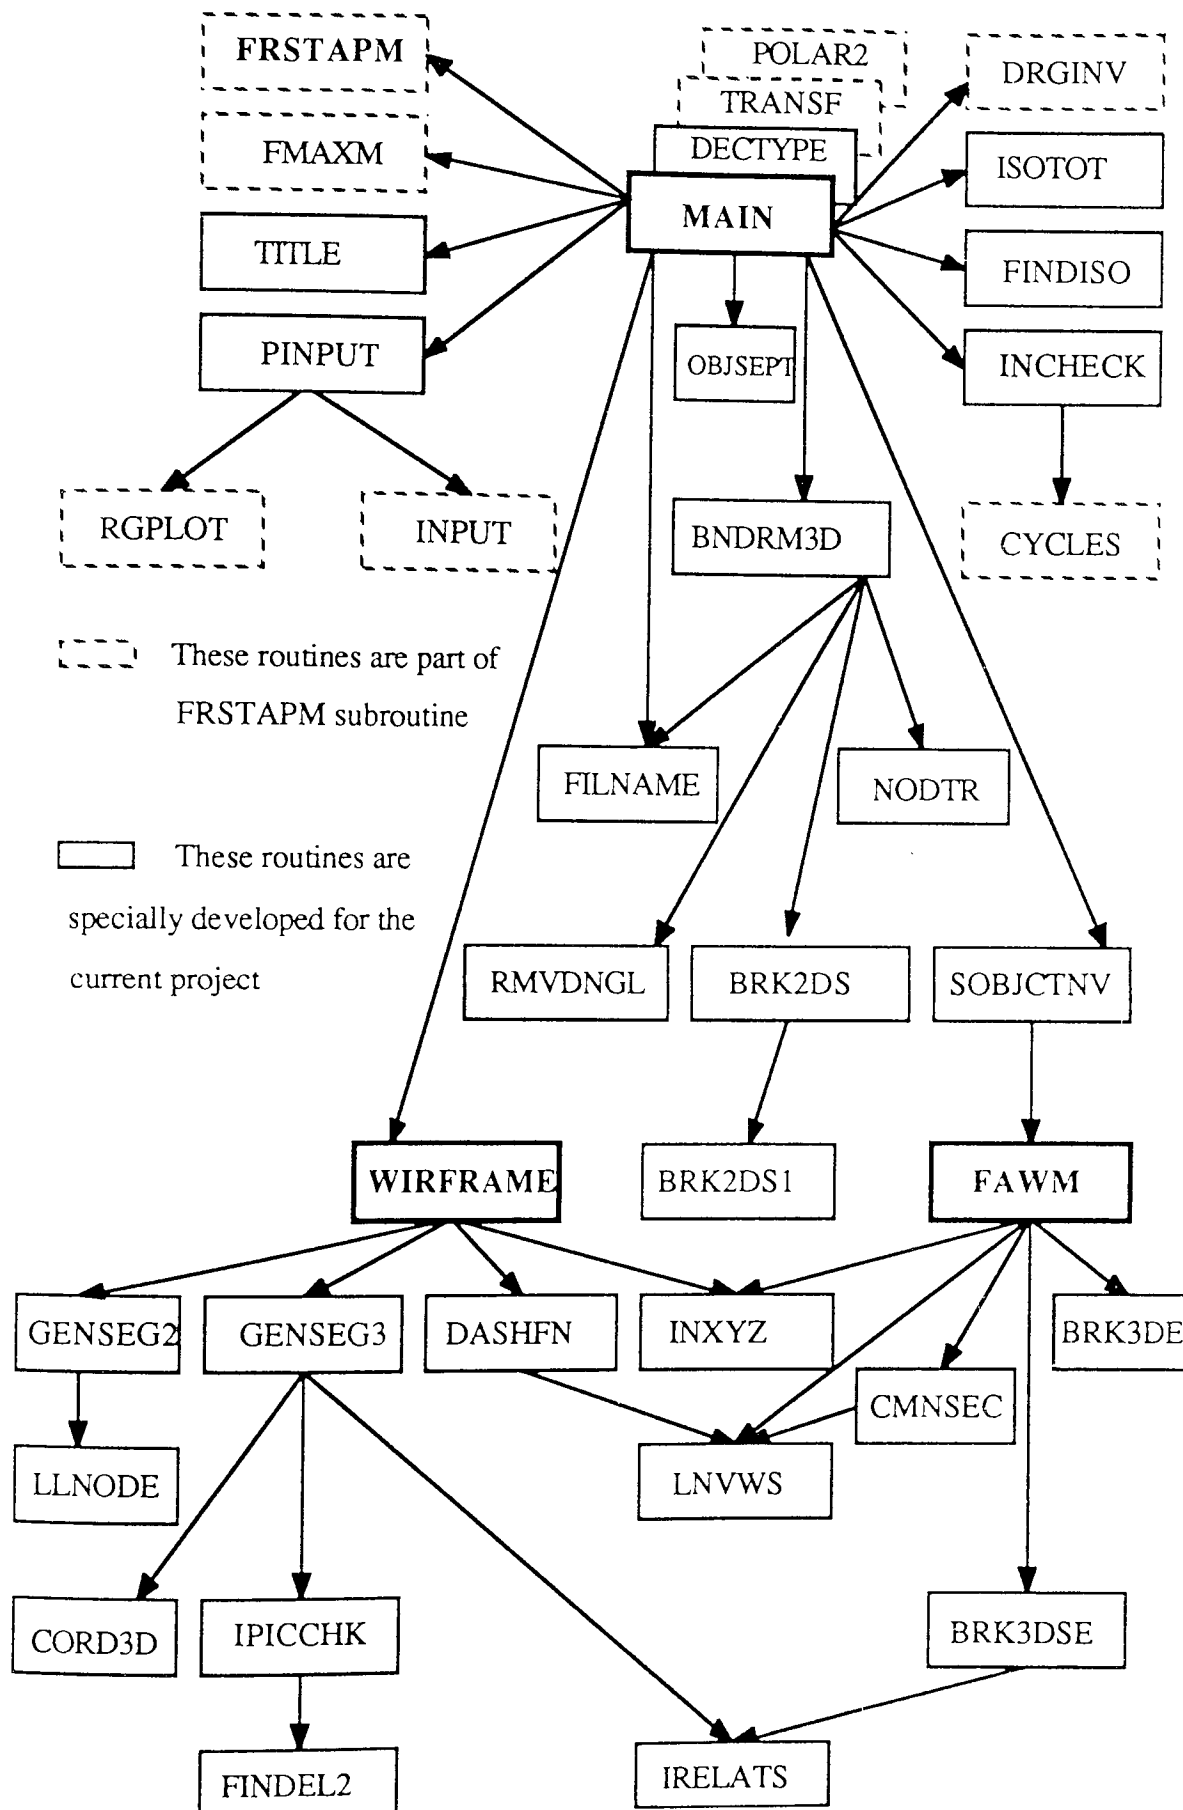 FRSTAPM
POLAR2
DRGINV
TRANSF
FMAXM
DECTYPE
ISOTOT
MAIN
TITLE
FINDISO
PINPUT
OBJSEPT
INCHECK
RGPLOT
INPUT
BNDRM3D
CYCLES
These routines are part of
FRSTAPM subroutine
FILNAME
NODTR
These routines are
specially developed for the
current project
RMVDNGL
BRK2DS
SOBJCTNV
WIRFRAME
BRK2DS1
FAWM
GENSEG2
GENSEG3
DASHFN
INXYZ
BRK3DE
CMNSEC
LLNODE
LNVWS
CORD3D
IPICCHK
BRK3DSE
FINDEL2
IRELATS